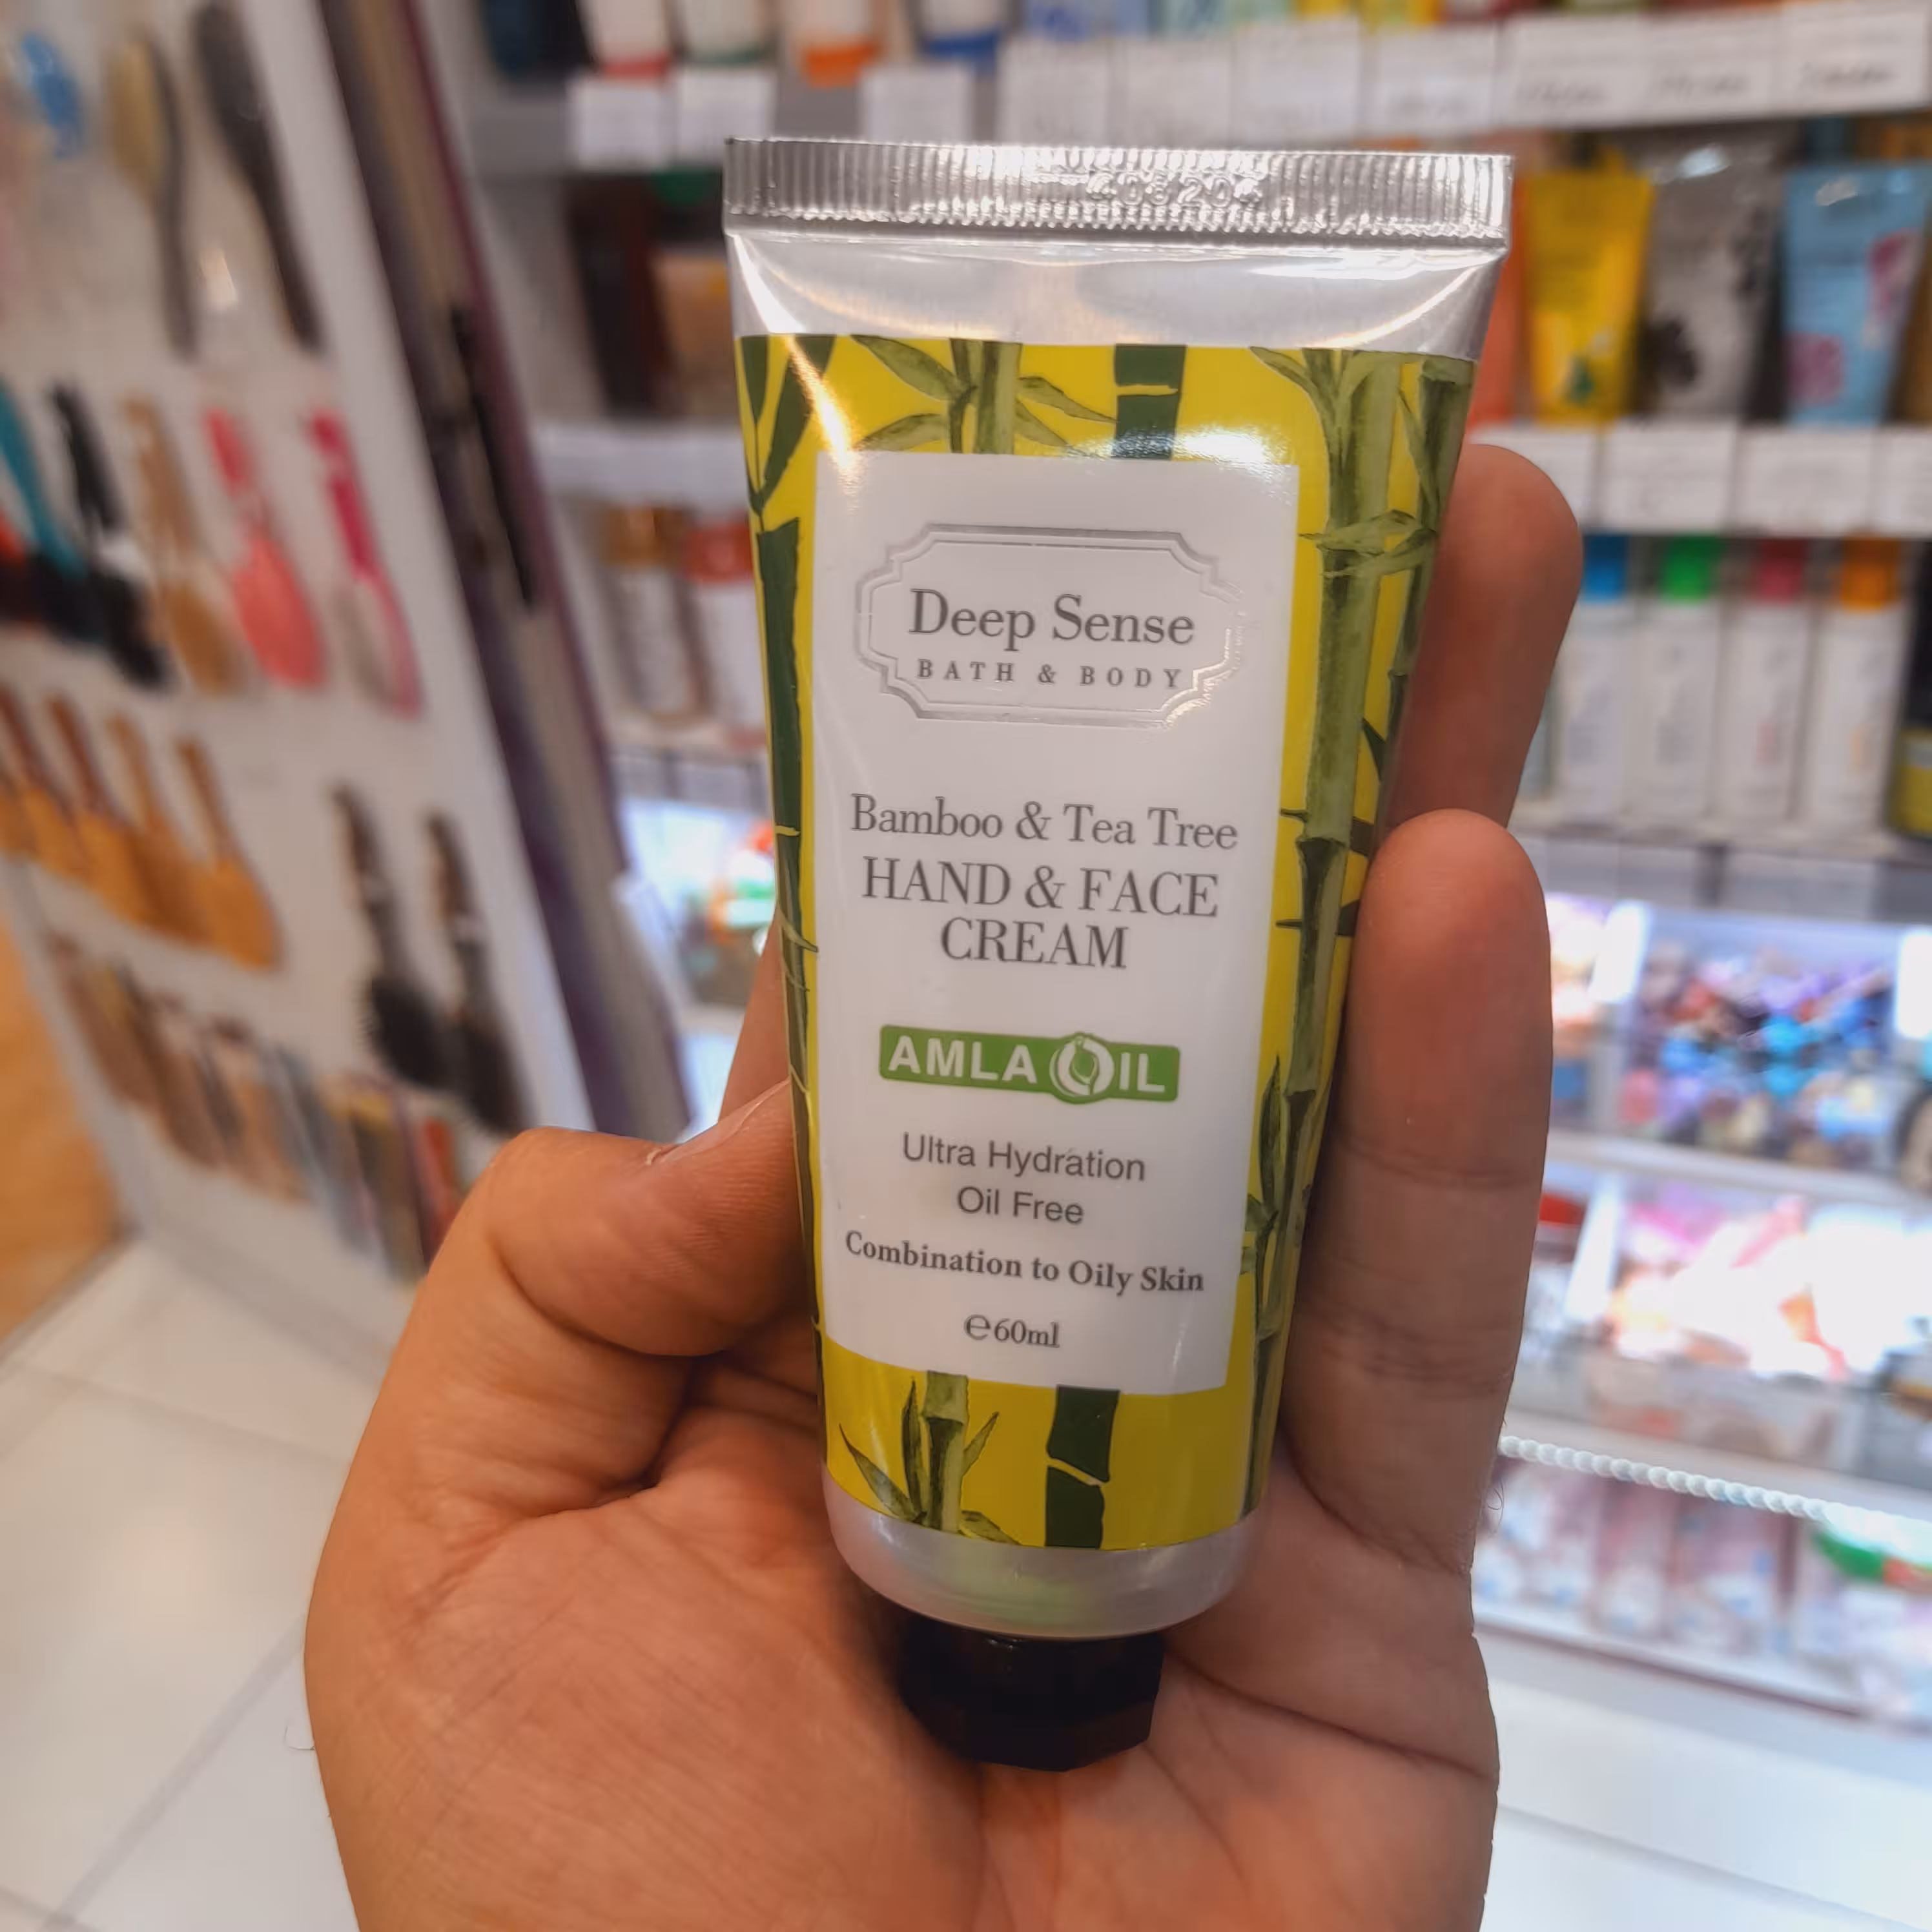 Deep Sense
BATH & BODY
Bamboo & Tea Tree
HAND & FACE
CREAM
AMLA OIL
Ultra Hydration
Oil Free
Combination to Oily Skin
℮60ml